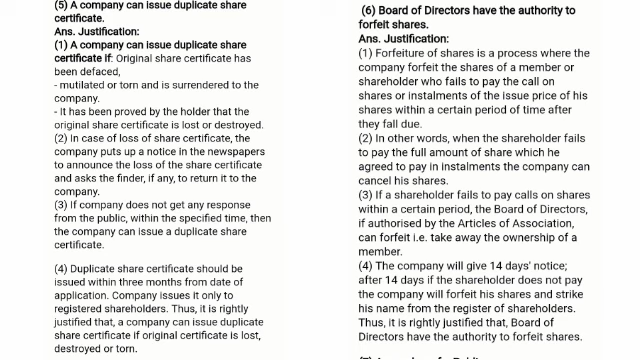 (5) A company can issue duplicate share
certificate.
Ans. Justification:
(1) A company can issue duplicate share
certificate if: Original share certificate has
been defaced,
- mutilated or torn and is surrendered to the
company.
- It has been proved by the holder that the
original share certificate is lost or destroyed.
(2) In case of loss of share certificate, the
company puts up a notice in the newspapers
to announce the loss of the share certificate
and asks the finder, if any, to return it to the
company.
(3) If company does not get any response
from the public, within the specified time, then
the company can issue a duplicate share
certificate.
(4) Duplicate share certificate should be
issued within three months from date of
application. Company issues it only to
registered shareholders. Thus, it is rightly
justified that, a company can issue duplicate
share certificate if original certificate is lost,
destroyed or torn.
(6) Board of Directors have the authority to
forfeit shares.
Ans. Justification:
(1) Forfeiture of shares is a process where the
company forfeit the shares of a member or
shareholder who fails to pay the call on
shares or instalments of the issue price of his
shares within a certain period of time after
they fall due.
(2) In other words, when the shareholder fails
to pay the full amount of share which he
agreed to pay in instalments the company can
cancel his shares.
(3) If a shareholder fails to pay calls on shares
within a certain period, the Board of Directors,
if authorised by the Articles of Association,
can forfeit i.e. take away the ownership of a
member.
(4) The company will give 14 days' notice;
after 14 days if the shareholder does not pay
the company will forfeit his shares and strike
his name from the register of shareholders.
Thus, it is rightly justified that, Board of
Directors have the authority to forfeit shares.